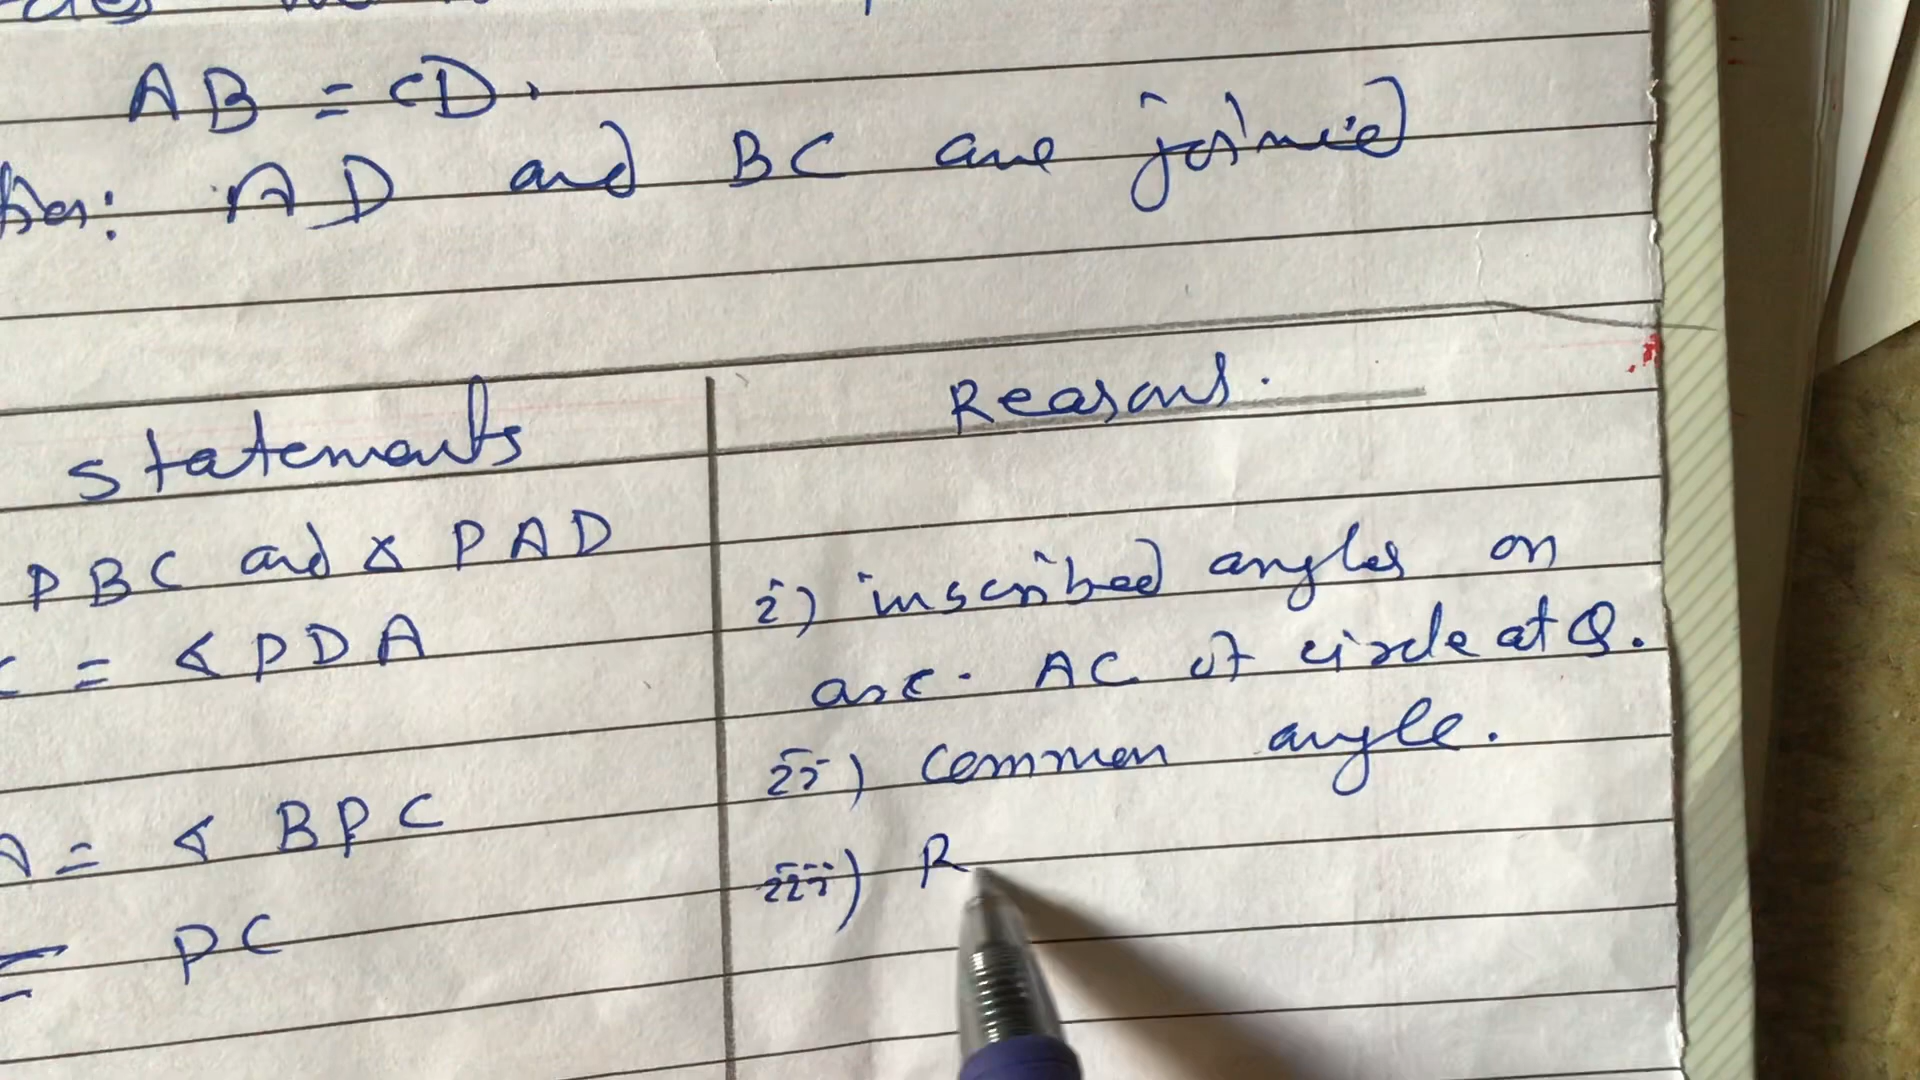 AB = CD.
AD and BC are joined
Statements
Reasons.
PBC and ∆ PAD
i) inscribed angles on
= ∢ PDA
arc. AC of circle at Q.
ii) common angle.
A = ∢ BPC
iii) R
= PC